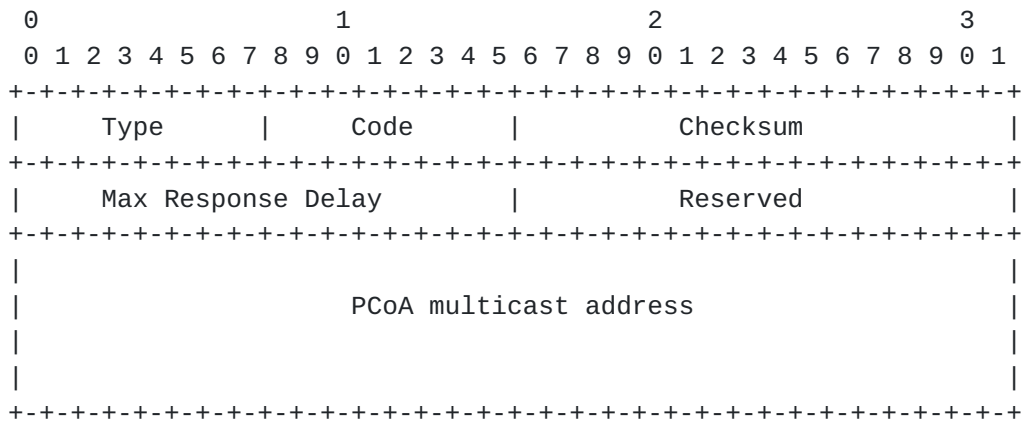 0                   1                   2                   3
 0 1 2 3 4 5 6 7 8 9 0 1 2 3 4 5 6 7 8 9 0 1 2 3 4 5 6 7 8 9 0 1
+-+-+-+-+-+-+-+-+-+-+-+-+-+-+-+-+-+-+-+-+-+-+-+-+-+-+-+-+-+-+-+-+
|     Type      |     Code      |          Checksum             |
+-+-+-+-+-+-+-+-+-+-+-+-+-+-+-+-+-+-+-+-+-+-+-+-+-+-+-+-+-+-+-+-+
|     Max Response Delay        |          Reserved             |
+-+-+-+-+-+-+-+-+-+-+-+-+-+-+-+-+-+-+-+-+-+-+-+-+-+-+-+-+-+-+-+-+
|                                                               |
|                     PCoA multicast address                    |
|                                                               |
|                                                               |
+-+-+-+-+-+-+-+-+-+-+-+-+-+-+-+-+-+-+-+-+-+-+-+-+-+-+-+-+-+-+-+-+